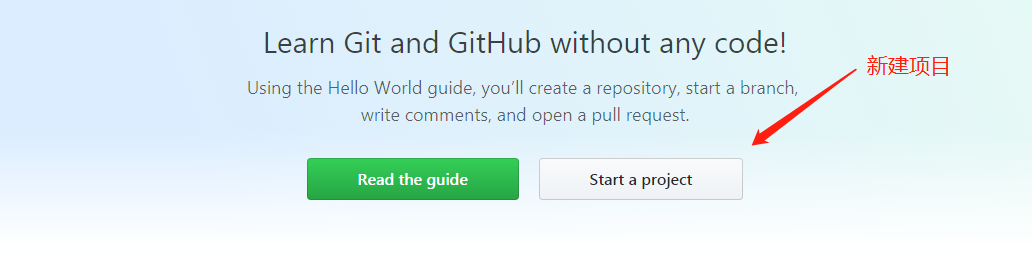 Learn Git and GitHub without any code!
新建项目
Using the Hello World guide, you’ll create a repository, start a branch,
write comments, and open a pull request.
Read the guide
Start a project